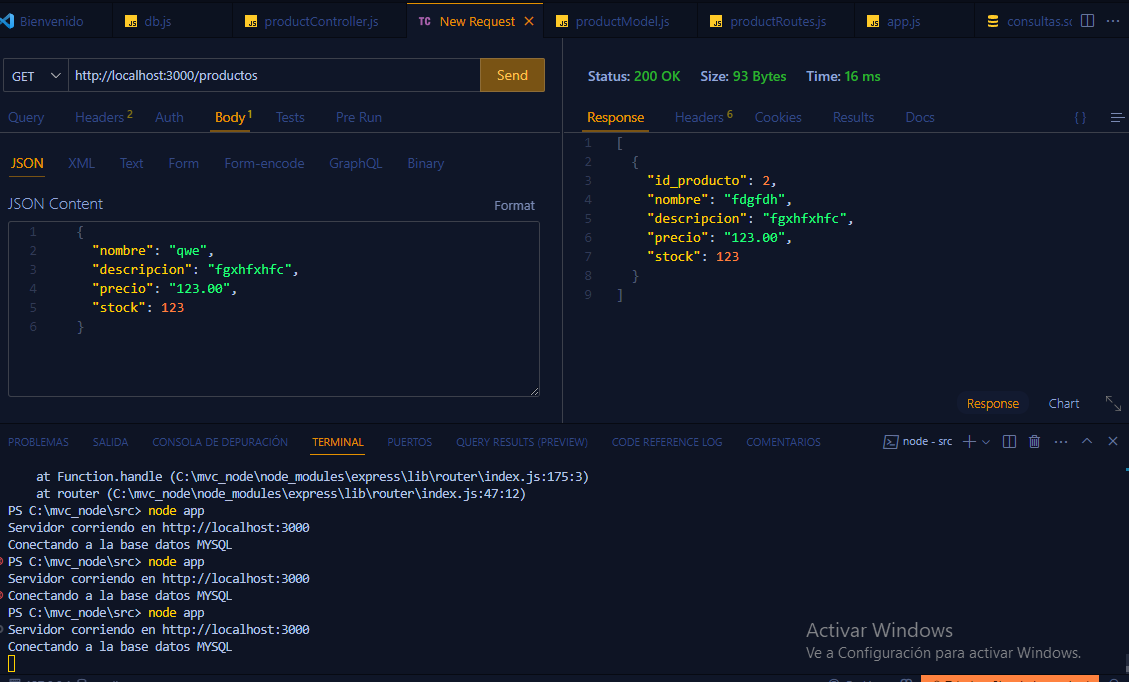 Bienvenido JS db.js JS productController.js TC New Request JS productModel.js JS productRoutes.js JS app.js consultas.sq ...
GET http://localhost:3000/productos Send
Status: 200 OK Size: 93 Bytes Time: 16 ms
Query Headers 2 Auth Body 1 Tests Pre Run
Response Headers 6 Cookies Results Docs { }
JSON XML Text Form Form-encode GraphQL Binary
JSON Content Format
1 {
2 "nombre": "qwe",
3 "descripcion": "fgxhfxhfc",
4 "precio": "123.00",
5 "stock": 123
6 }
1 [
2 {
3 "id_producto": 2,
4 "nombre": "fdgfdh",
5 "descripcion": "fgxhfxhfc",
6 "precio": "123.00",
7 "stock": 123
8 }
9 ]
Response Chart
PROBLEMAS SALIDA CONSOLA DE DEPURACIÓN TERMINAL PUERTOS QUERY RESULTS (PREVIEW) CODE REFERENCE LOG COMENTARIOS node - src
at Function.handle (C:\mvc_node\node_modules\express\lib\router\index.js:175:3)
at router (C:\mvc_node\node_modules\express\lib\router\index.js:47:12)
PS C:\mvc_node\src> node app
Servidor corriendo en http://localhost:3000
Conectando a la base datos MYSQL
PS C:\mvc_node\src> node app
Servidor corriendo en http://localhost:3000
Conectando a la base datos MYSQL
PS C:\mvc_node\src> node app
Servidor corriendo en http://localhost:3000
Conectando a la base datos MYSQL
Activar Windows
Ve a Configuración para activar Windows.